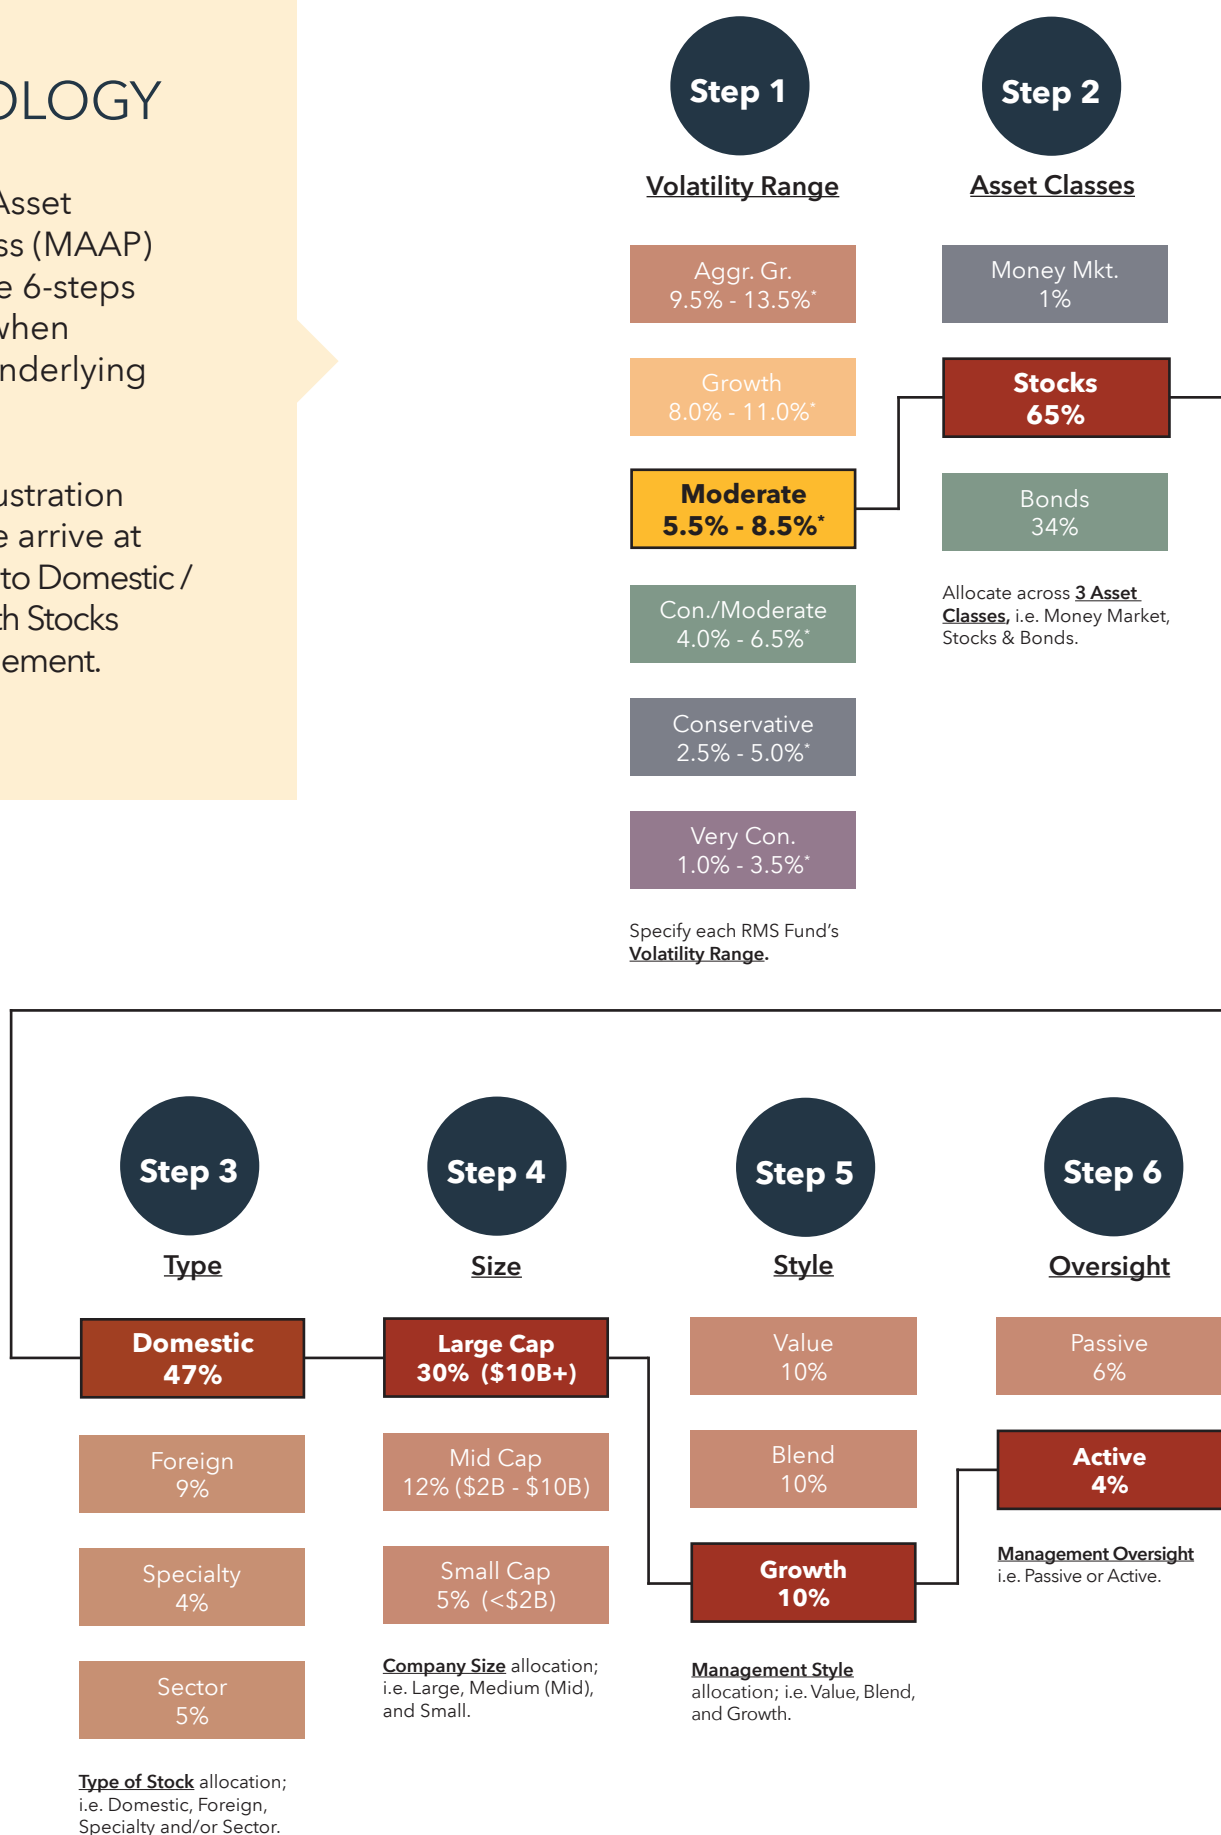 OLOGY
Asset
ss (MAAP)
e 6-steps
when
nderlying
ustration
e arrive at
to Domestic /
th Stocks
ement.
Step 1
Volatility Range
Aggr. Gr.
9.5% - 13.5%*
Growth
8.0% - 11.0%*
Moderate
5.5% - 8.5%*
Con./Moderate
4.0% - 6.5%*
Conservative
2.5% - 5.0%*
Very Con.
1.0% - 3.5%*
Specify each RMS Fund's
Volatility Range.
Step 2
Asset Classes
Money Mkt.
1%
Stocks
65%
Bonds
34%
Allocate across 3 Asset
Classes, i.e. Money Market,
Stocks & Bonds.
Step 3
Type
Domestic
47%
Foreign
9%
Specialty
4%
Sector
5%
Type of Stock allocation;
i.e. Domestic, Foreign,
Specialty and/or Sector.
Step 4
Size
Large Cap
30% ($10B+)
Mid Cap
12% ($2B - $10B)
Small Cap
5% (<$2B)
Company Size allocation;
i.e. Large, Medium (Mid),
and Small.
Step 5
Style
Value
10%
Blend
10%
Growth
10%
Management Style
allocation; i.e. Value, Blend,
and Growth.
Step 6
Oversight
Passive
6%
Active
4%
Management Oversight
i.e. Passive or Active.